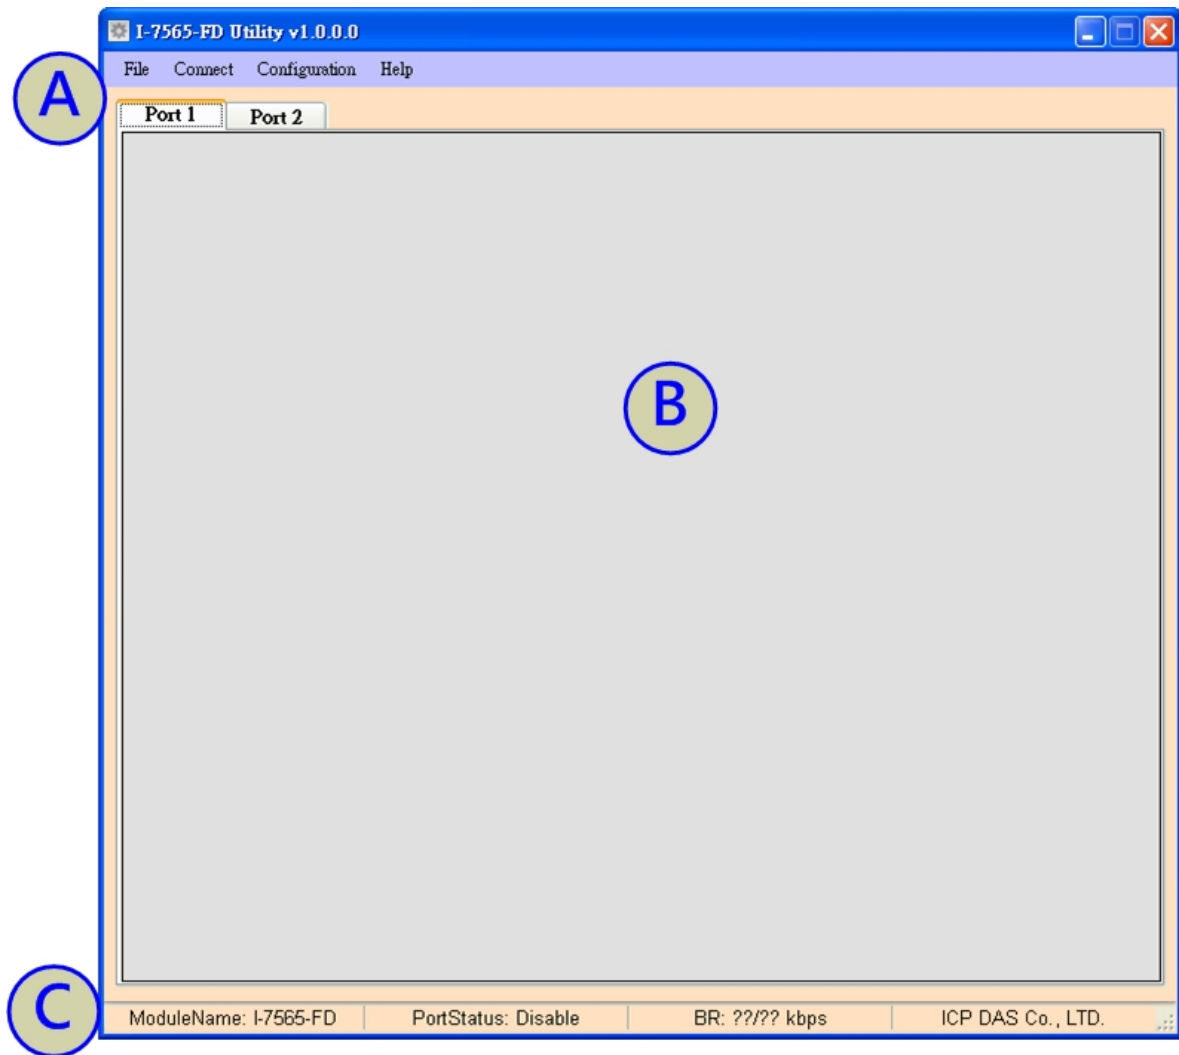 I-7565-FD Utility v1.0.0.0
A
File Connect Configuration Help
Port 1 Port 2
B
C
ModuleName: I-7565-FD PortStatus: Disable BR: ??/?? kbps ICP DAS Co., LTD.